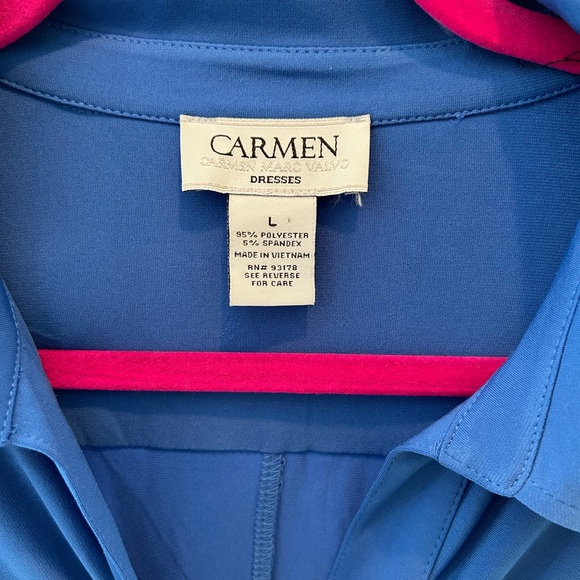 CARMEN
CARMEN MARC VALVO
DRESSES
L
95% POLYESTER
5% SPANDEX
MADE IN VIETNAM
RN# 93178
SEE REVERSE
FOR CARE